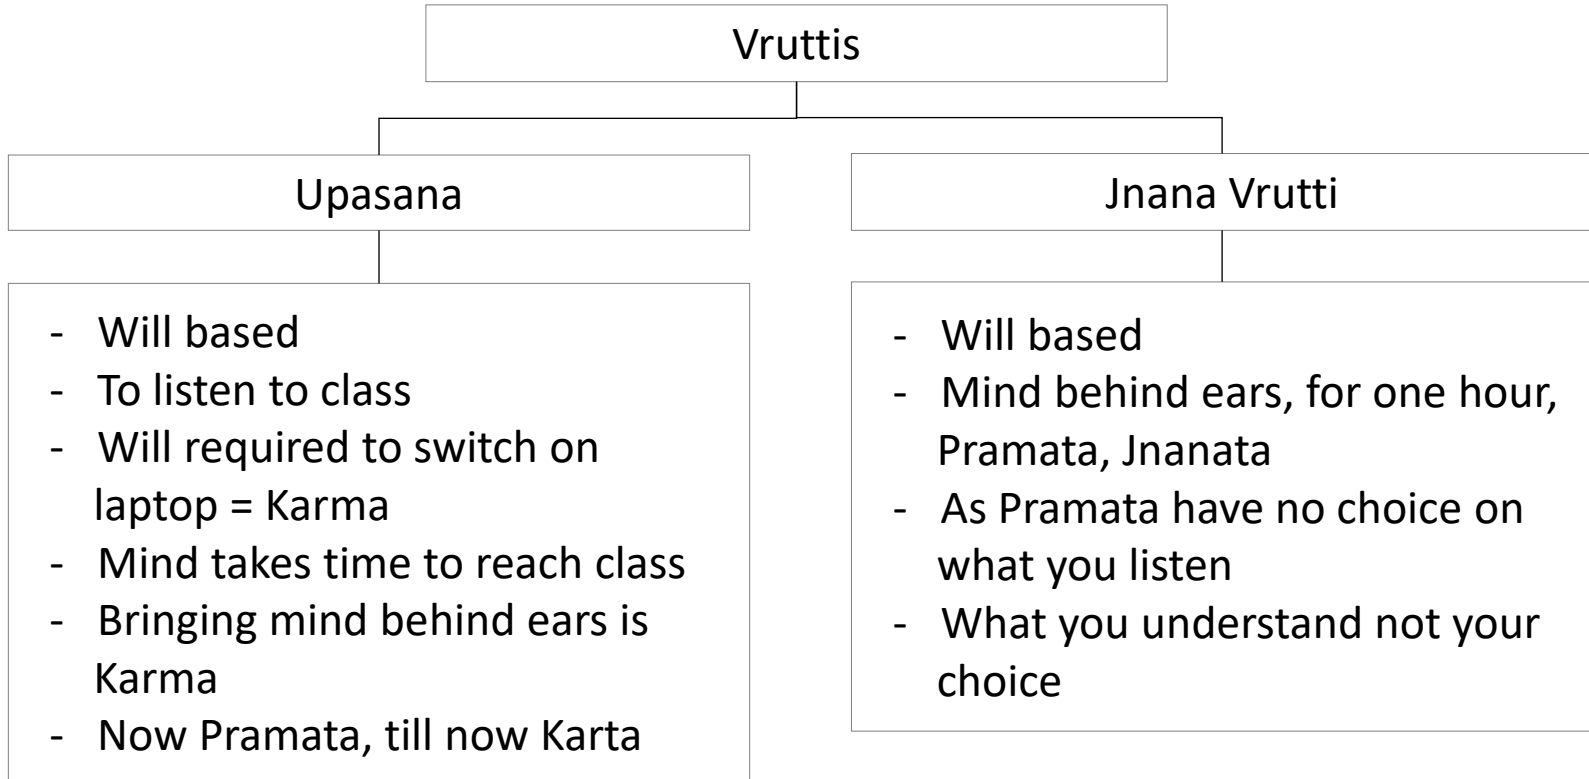 Vruttis
Upasana
Jnana Vrutti
- Will based
- To listen to class
- Will required to switch on
laptop = Karma
- Mind takes time to reach class
- Bringing mind behind ears is
Karma
- Now Pramata, till now Karta
- Will based
- Mind behind ears, for one hour,
Pramata, Jnanata
- As Pramata have no choice on
what you listen
- What you understand not your
choice